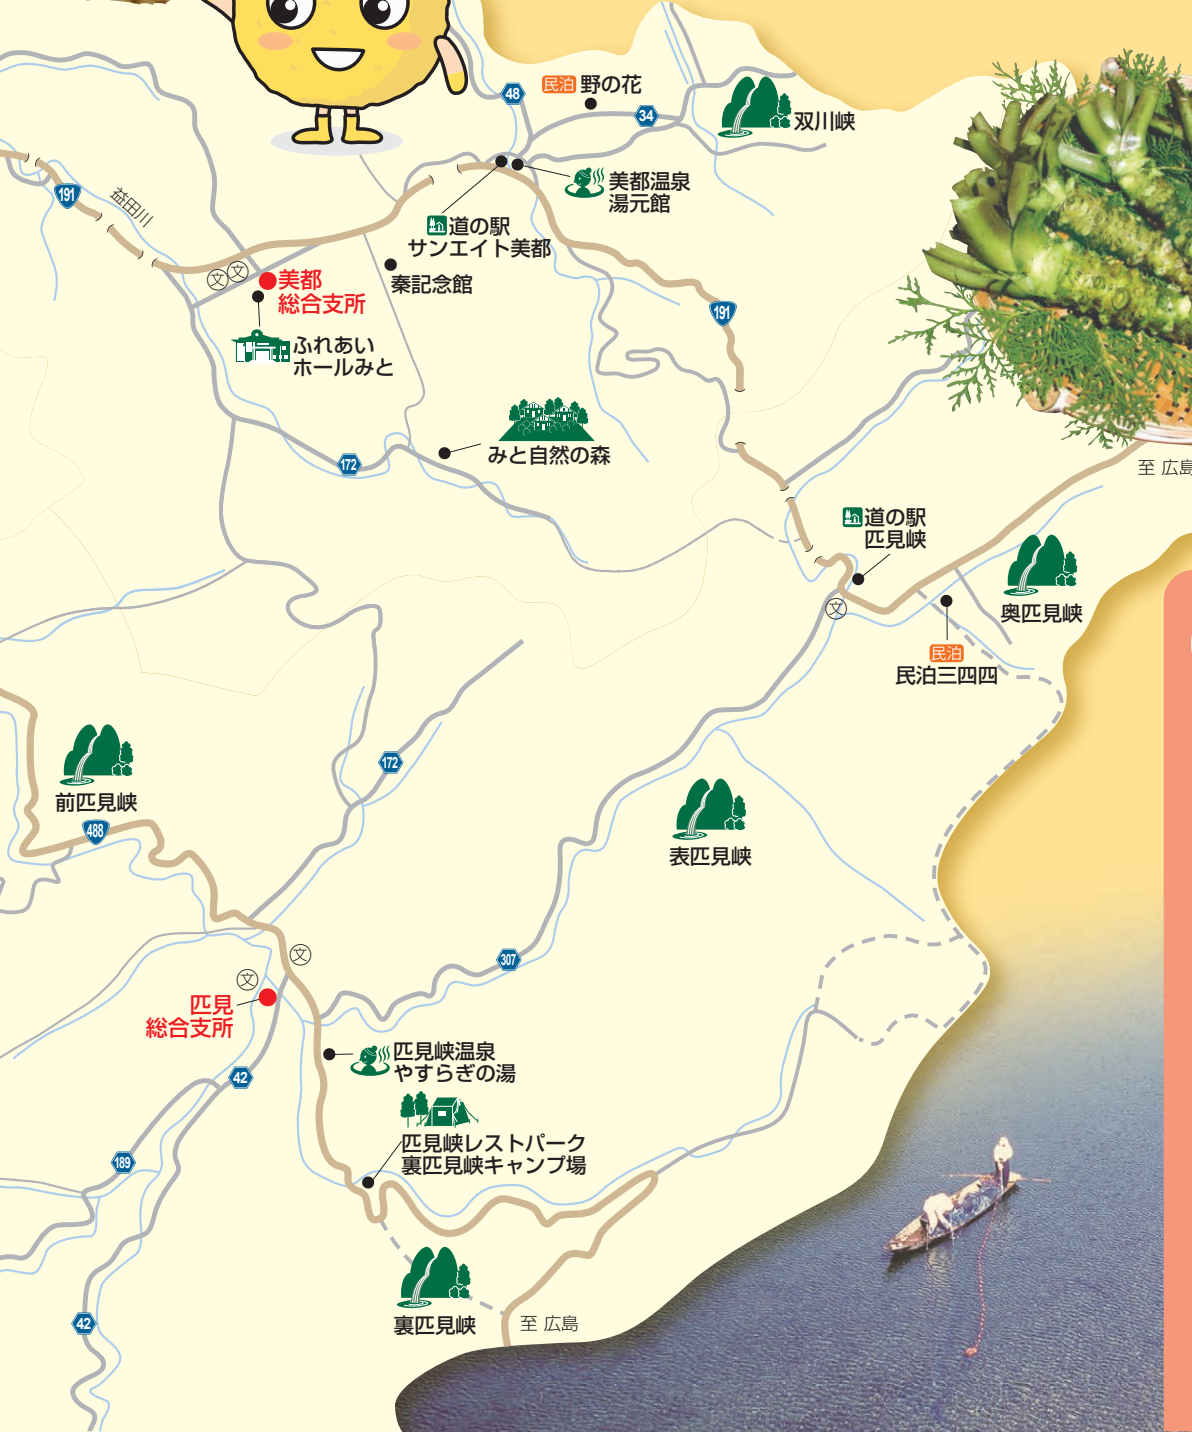 48
民泊 野の花
34
双川峡
191
益田川
美都温泉
湯元館
道の駅
サンエイト美都
文
文
美都
総合支所
秦記念館
191
ふれあい
ホールみと
みと自然の森
172
至 広島
道の駅
匹見峡
文
奥匹見峡
民泊
民泊三四四
172
前匹見峡
488
表匹見峡
文
307
文
匹見
総合支所
匹見峡温泉
やすらぎの湯
42
匹見峡レストパーク
裏匹見峡キャンプ場
189
42
裏匹見峡
至 広島